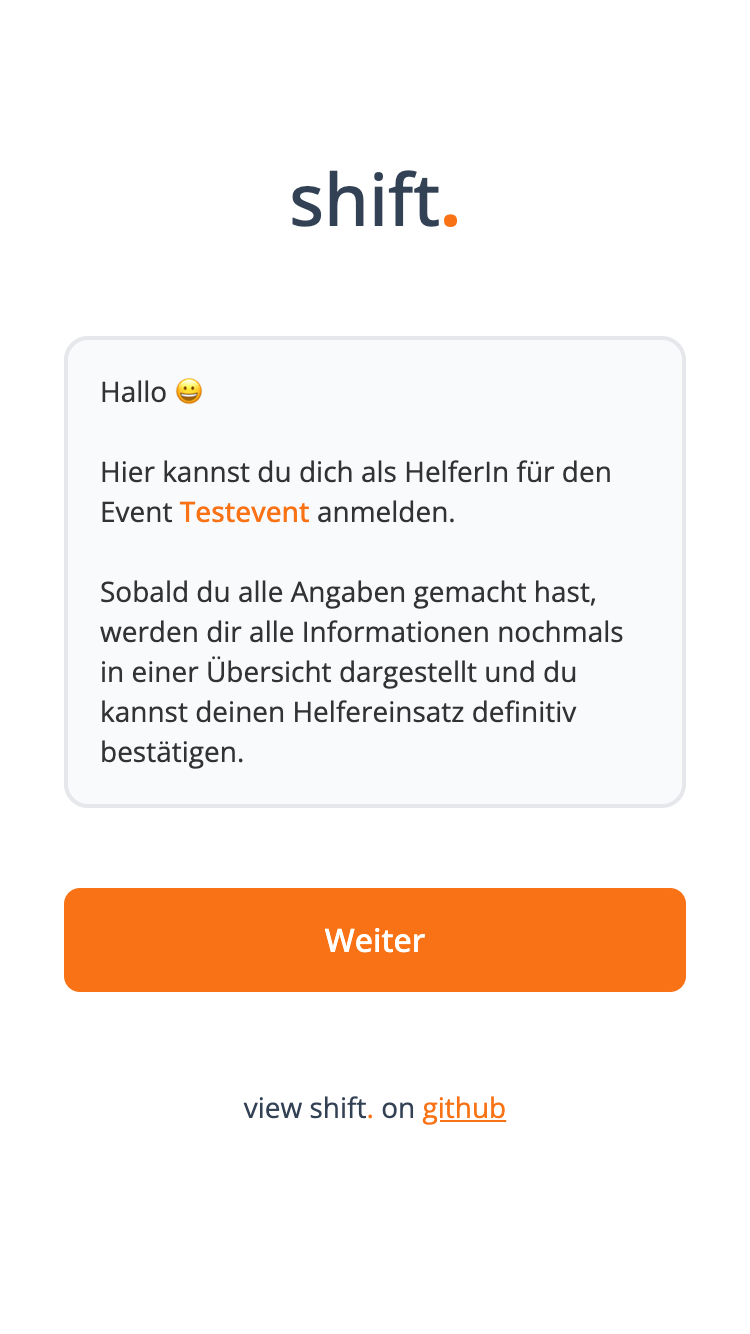 shift.
Hallo 😀
Hier kannst du dich als HelferIn für den
Event Testevent anmelden.
Sobald du alle Angaben gemacht hast,
werden dir alle Informationen nochmals
in einer Übersicht dargestellt und du
kannst deinen Helfereinsatz definitiv
bestätigen.
Weiter
view shift. on github